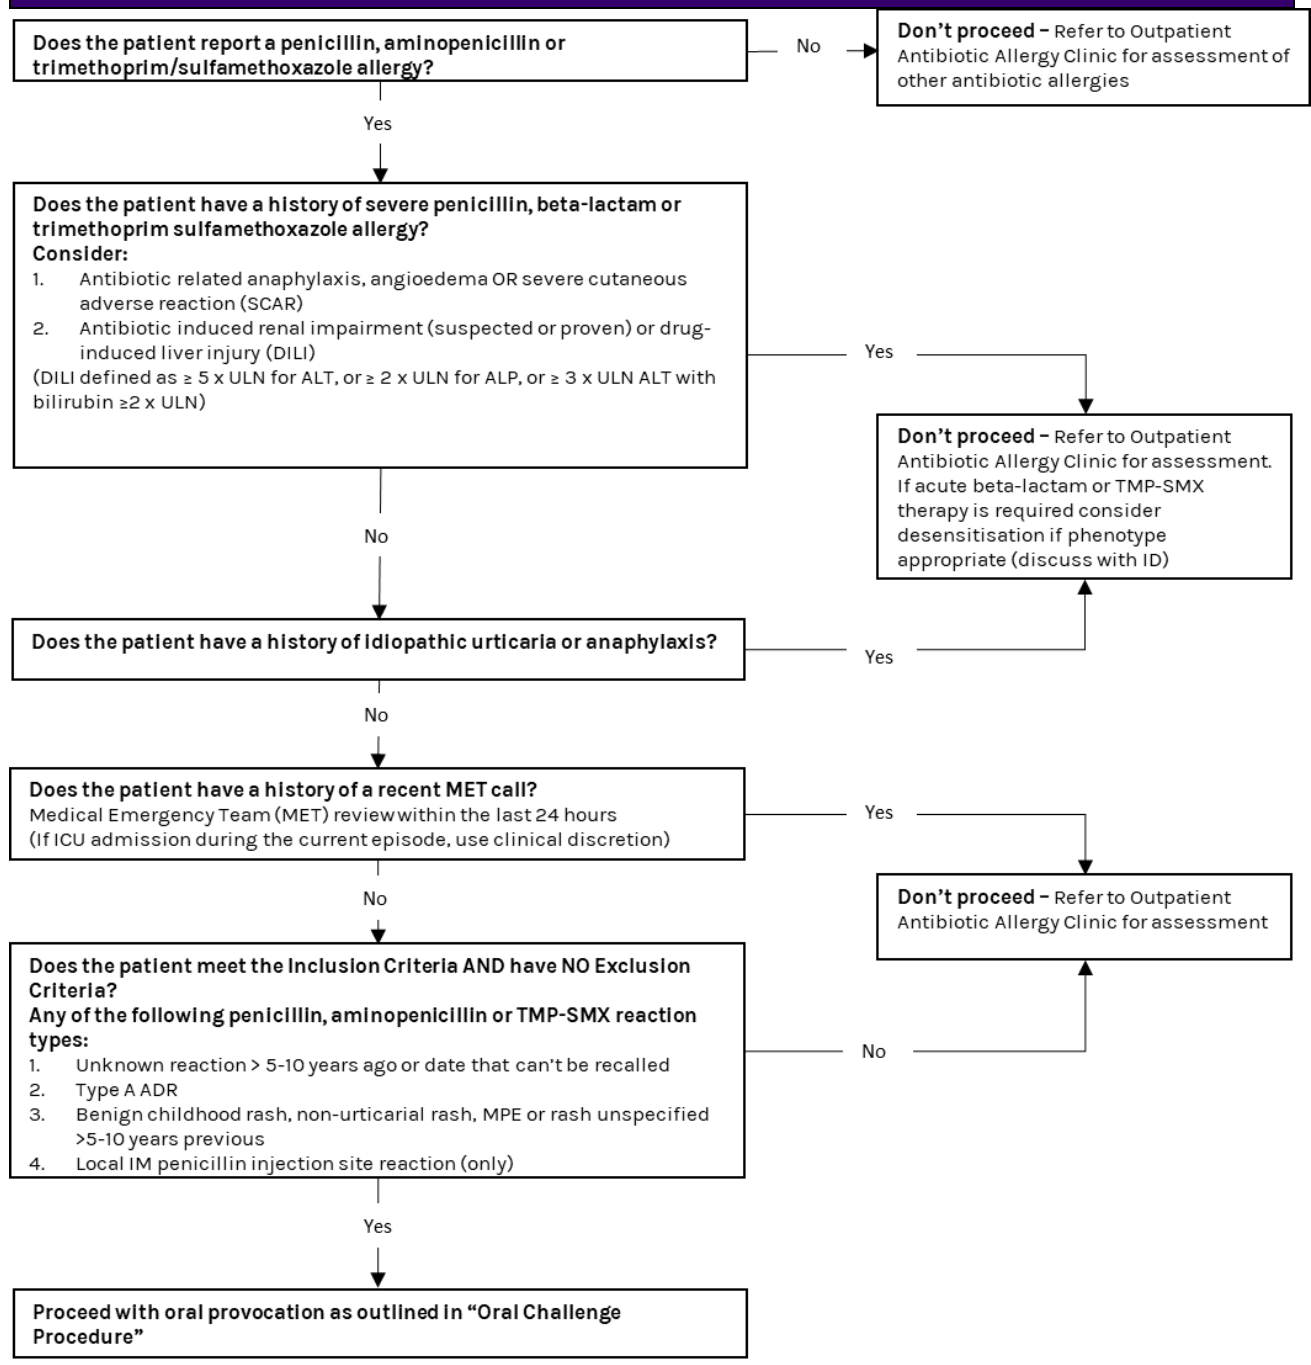 Does the patient report a penicillin, aminopenicillin or
trimethoprim/sulfamethoxazole allergy?
No
Don't proceed – Refer to Outpatient
Antibiotic Allergy Clinic for assessment of
other antibiotic allergies
Yes
Does the patient have a history of severe penicillin, beta-lactam or
trimethoprim sulfamethoxazole allergy?
Consider:
1. Antibiotic related anaphylaxis, angioedema OR severe cutaneous
adverse reaction (SCAR)
2. Antibiotic induced renal impairment (suspected or proven) or drug-
induced liver injury (DILI)
(DILI defined as ≥ 5 x ULN for ALT, or ≥ 2 x ULN for ALP, or ≥ 3 x ULN ALT with
bilirubin ≥2 x ULN)
Yes
Don't proceed – Refer to Outpatient
Antibiotic Allergy Clinic for assessment.
If acute beta-lactam or TMP-SMX
therapy is required consider
desensitisation if phenotype
appropriate (discuss with ID)
No
Does the patient have a history of idiopathic urticaria or anaphylaxis?
Yes
No
Does the patient have a history of a recent MET call?
Medical Emergency Team (MET) review within the last 24 hours
(If ICU admission during the current episode, use clinical discretion)
Yes
Don't proceed – Refer to Outpatient
Antibiotic Allergy Clinic for assessment
No
Does the patient meet the Inclusion Criteria AND have NO Exclusion
Criteria?
Any of the following penicillin, aminopenicillin or TMP-SMX reaction
types:
1. Unknown reaction > 5-10 years ago or date that can't be recalled
2. Type A ADR
3. Benign childhood rash, non-urticarial rash, MPE or rash unspecified
>5-10 years previous
4. Local IM penicillin injection site reaction (only)
No
Yes
Proceed with oral provocation as outlined in “Oral Challenge
Procedure”